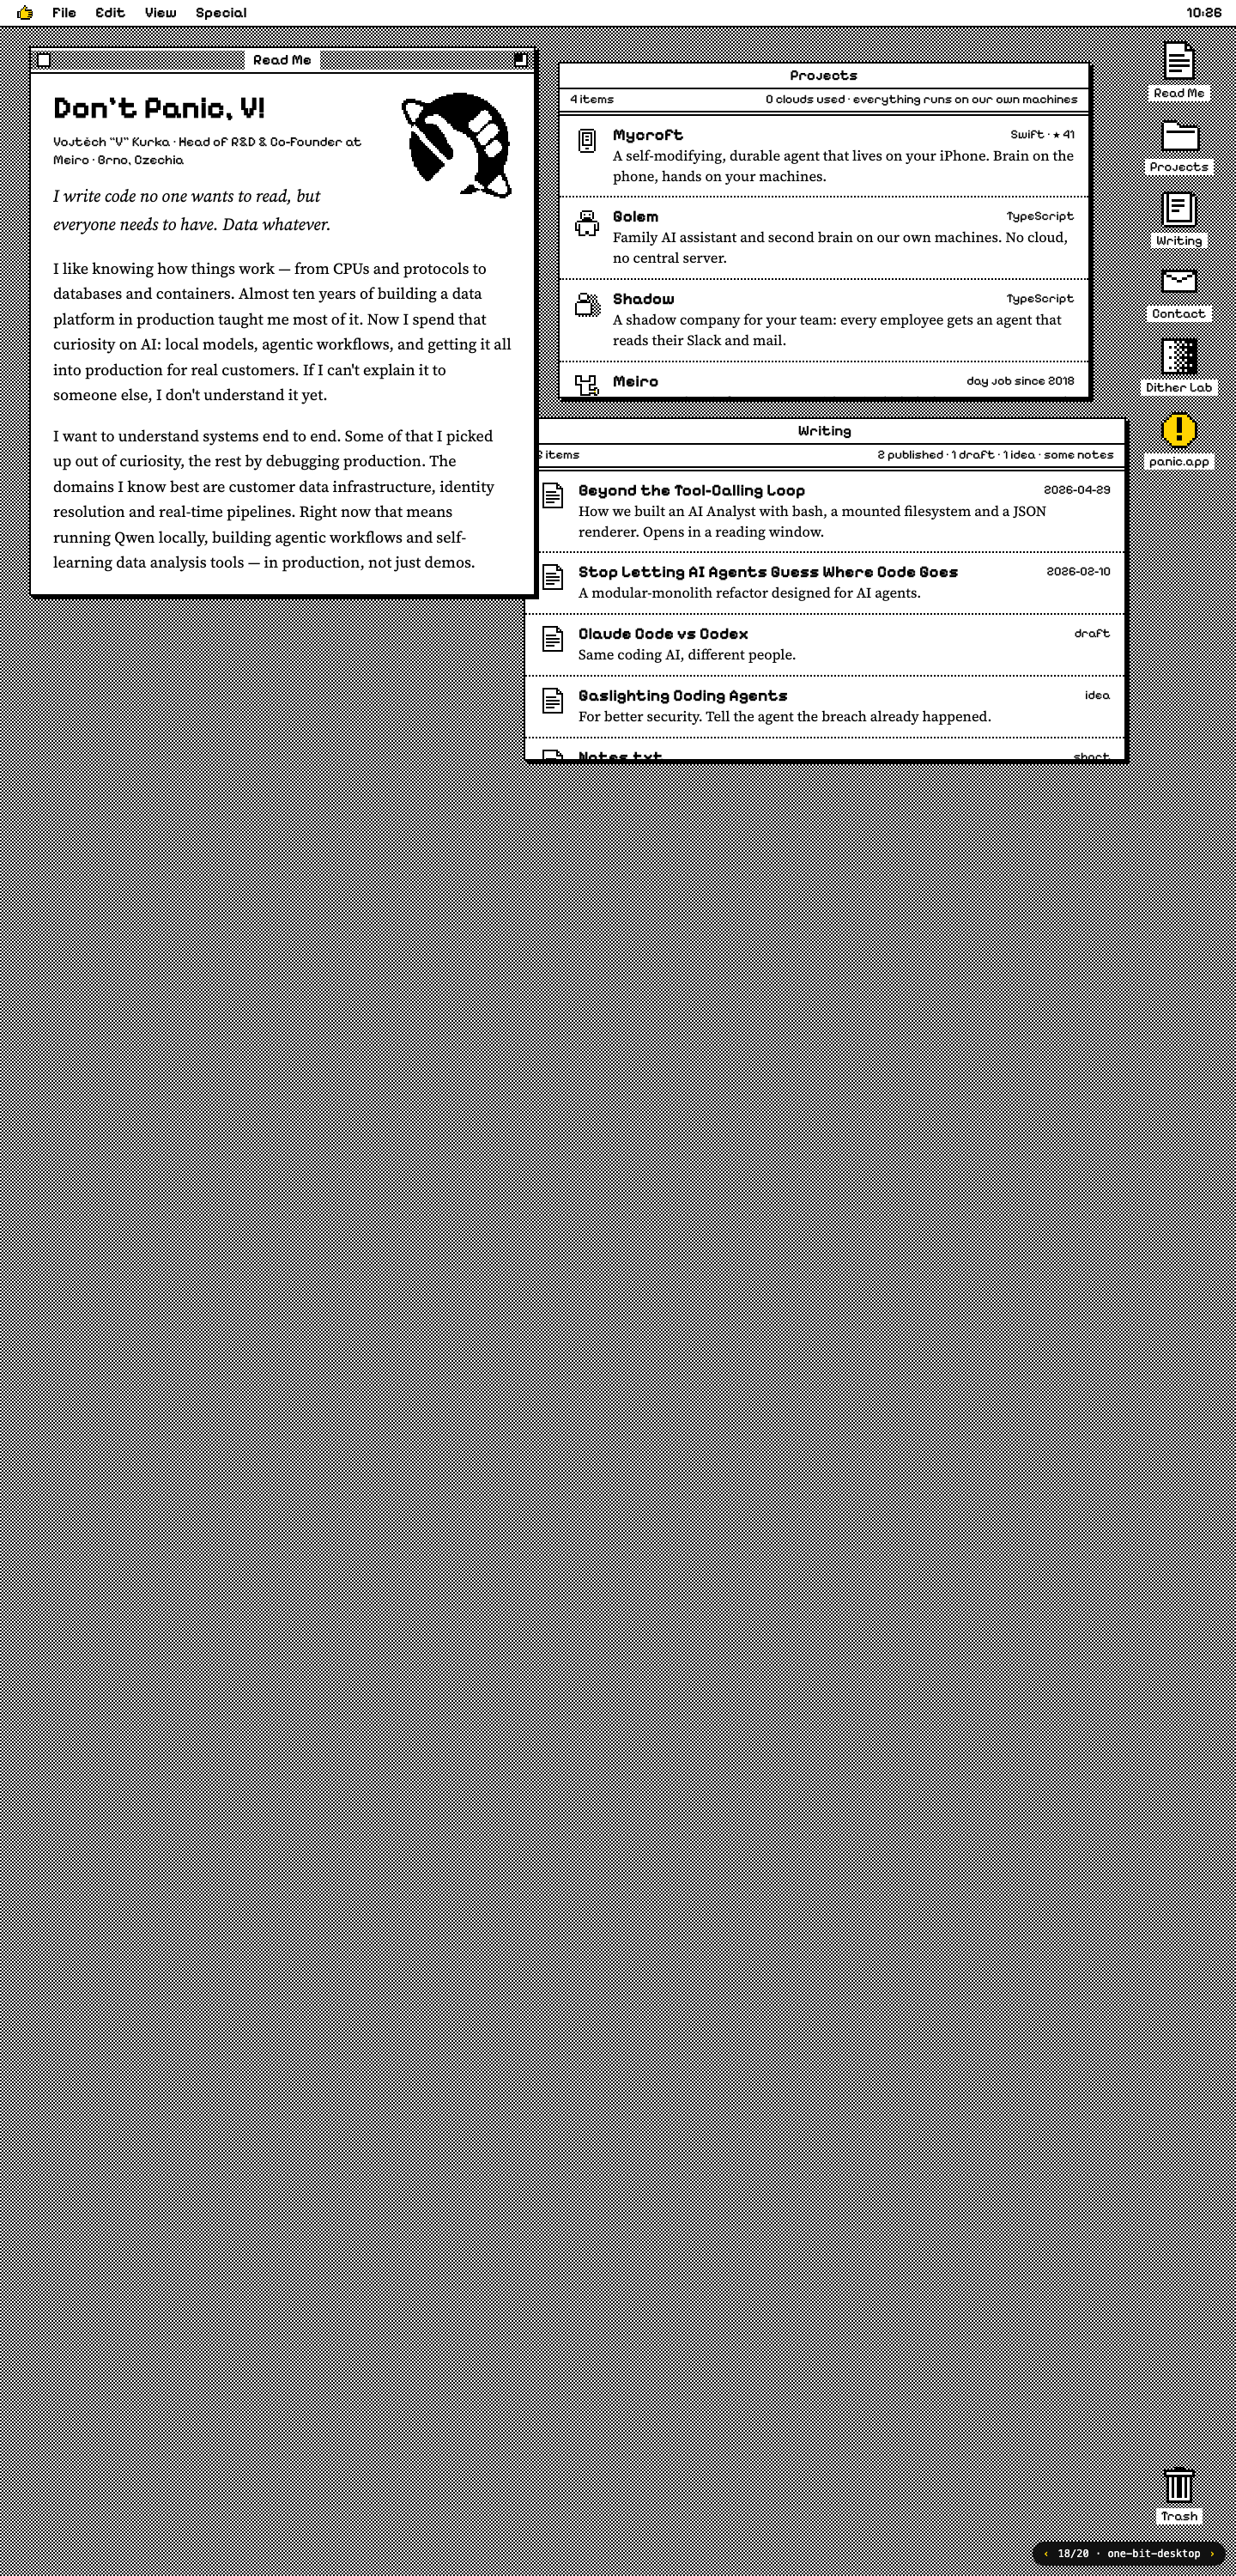 File Edit View Special 10:26
Read Me
Don't Panic, V!
Vojtěch "V" Kurka · Head of R&D & Co-Founder at
Meiro · Brno, Czechia
I write code no one wants to read, but
everyone needs to have. Data whatever.
I like knowing how things work — from CPUs and protocols to
databases and containers. Almost ten years of building a data
platform in production taught me most of it. Now I spend that
curiosity on AI: local models, agentic workflows, and getting it all
into production for real customers. If I can't explain it to
someone else, I don't understand it yet.
I want to understand systems end to end. Some of that I picked
up out of curiosity, the rest by debugging production. The
domains I know best are customer data infrastructure, identity
resolution and real-time pipelines. Right now that means
running Qwen locally, building agentic workflows and self-
learning data analysis tools — in production, not just demos.
Projects
4 items 0 clouds used · everything runs on our own machines
Mycroft Swift · ★ 41
A self-modifying, durable agent that lives on your iPhone. Brain on the
phone, hands on your machines.
Golem TypeScript
Family AI assistant and second brain on our own machines. No cloud,
no central server.
Shadow TypeScript
A shadow company for your team: every employee gets an agent that
reads their Slack and mail.
Meiro day job since 2018
Writing
items 2 published · 1 draft · 1 idea · some notes
Beyond the Tool-Calling Loop 2026-04-29
How we built an AI Analyst with bash, a mounted filesystem and a JSON
renderer. Opens in a reading window.
Stop Letting AI Agents Guess Where Code Goes 2026-02-10
A modular-monolith refactor designed for AI agents.
Claude Code vs Codex draft
Same coding AI, different people.
Gaslighting Coding Agents idea
For better security. Tell the agent the breach already happened.
Notes.txt short
Read Me
Projects
Writing
Contact
Dither Lab
panic.app
Trash
‹ 18/20 · one-bit-desktop ›